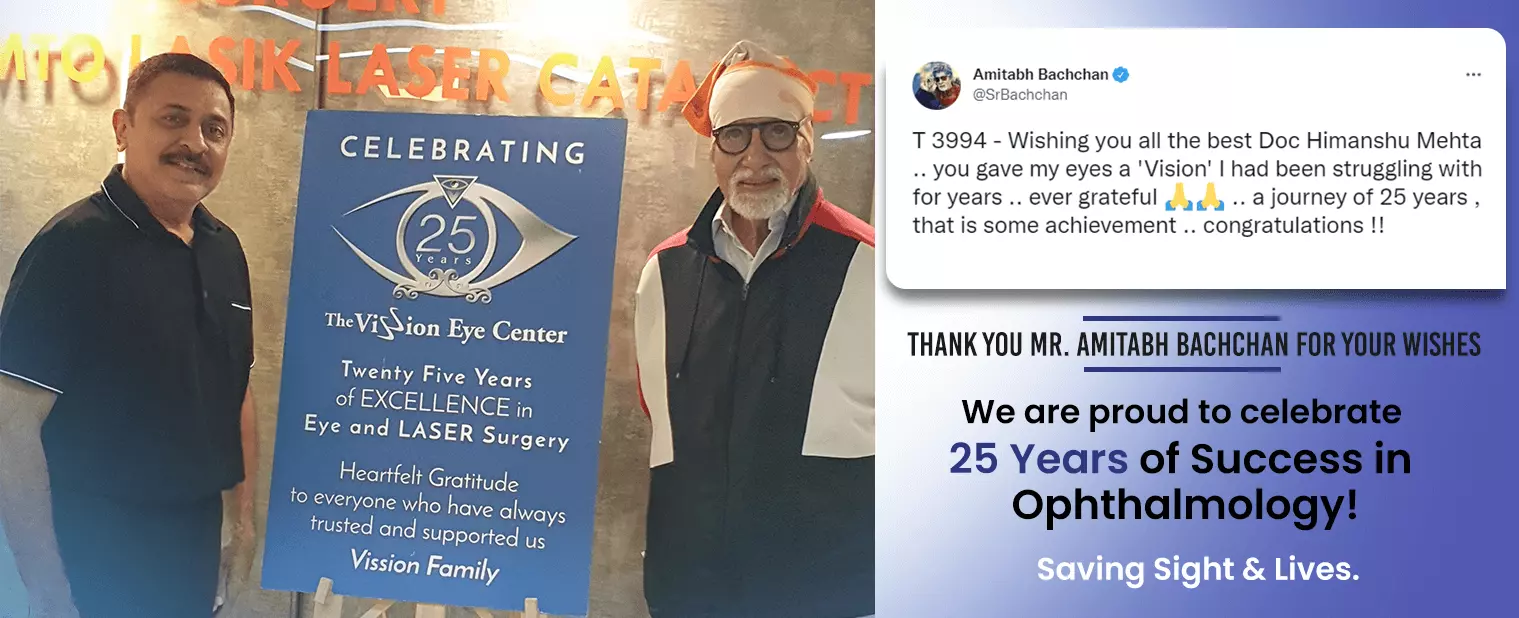 LASIK LASER
CELEBRATING
25
Years
The Vission Eye Center
Twenty Five Years
of EXCELLENCE in
Eye and LASER Surgery
Heartfelt Gratitude
to everyone who have always
trusted and supported us
Vission Family
Amitabh Bachchan
@SrBachchan
T 3994 - Wishing you all the best Doc Himanshu Mehta
.. you gave my eyes a 'Vision' I had been struggling with
for years .. ever grateful 🙏🙏 .. a journey of 25 years ,
that is some achievement .. congratulations !!
THANK YOU MR. AMITABH BACHCHAN FOR YOUR WISHES
We are proud to celebrate
25 Years of Success in
Ophthalmology!
Saving Sight & Lives.